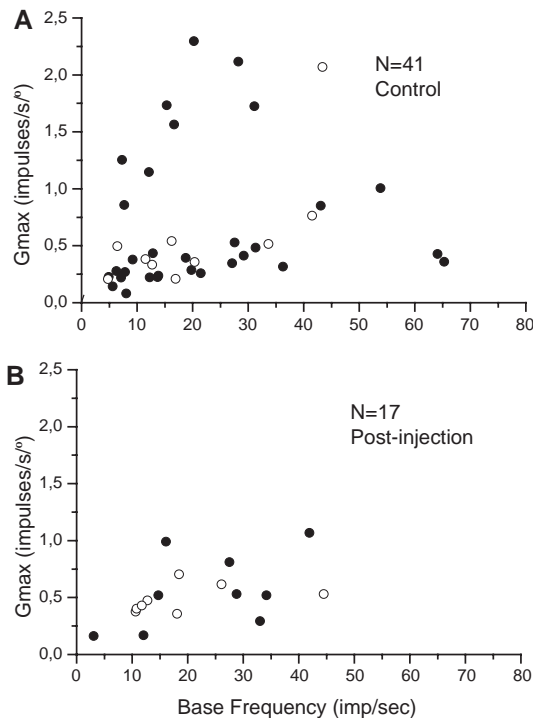 A
Gmax (impulses/s/º)
2,5
2,0
1,5
1,0
0,5
0,0
N=41
Control
0 10 20 30 40 50 60 70 80
B
Gmax (impulses/s/º)
2,5
2,0
1,5
1,0
0,5
0,0
N=17
Post-injection
0 10 20 30 40 50 60 70 80
Base Frequency (imp/sec)